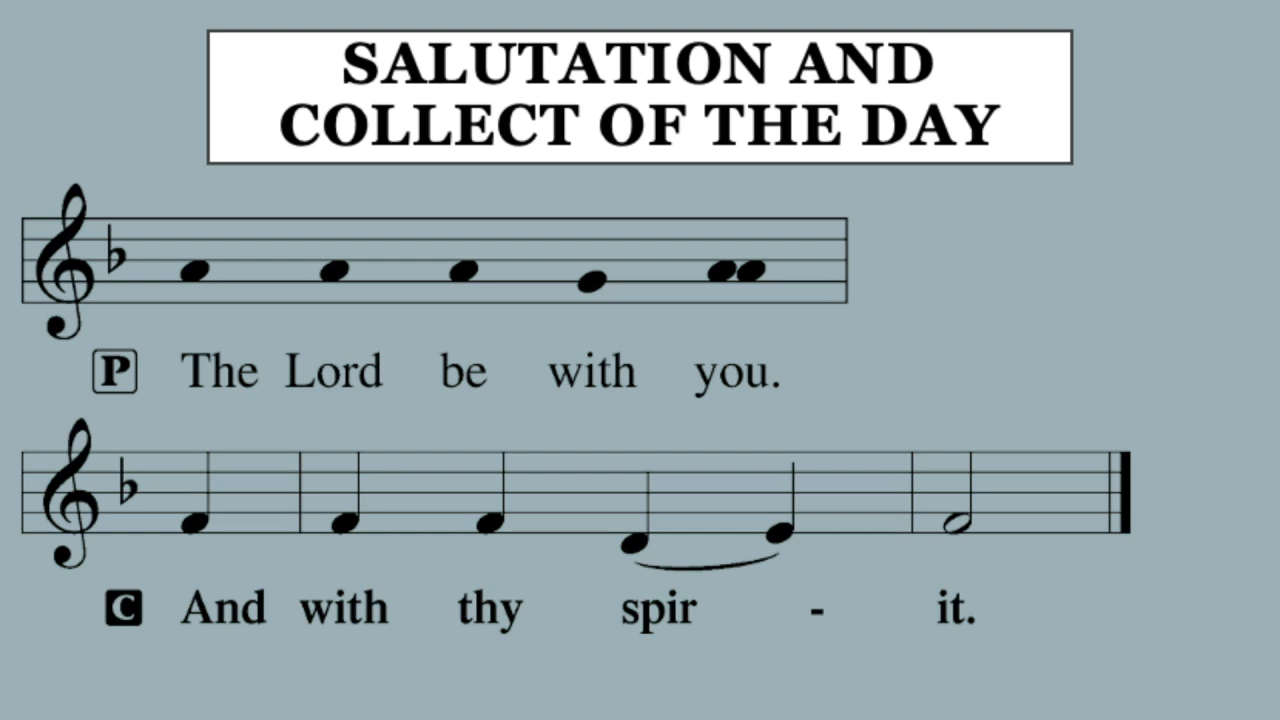 SALUTATION AND
COLLECT OF THE DAY
P The Lord be with you.
C And with thy spir - it.